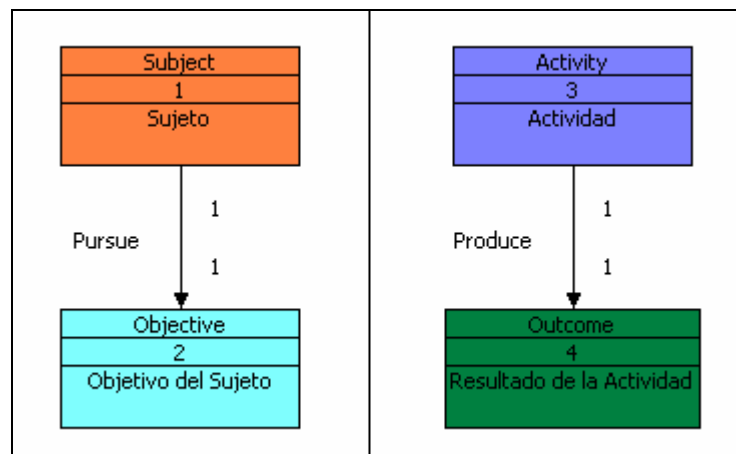 Subject
1
Sujeto
Pursue
1
1
Objective
2
Objetivo del Sujeto
Activity
3
Actividad
Produce
1
1
Outcome
4
Resultado de la Actividad